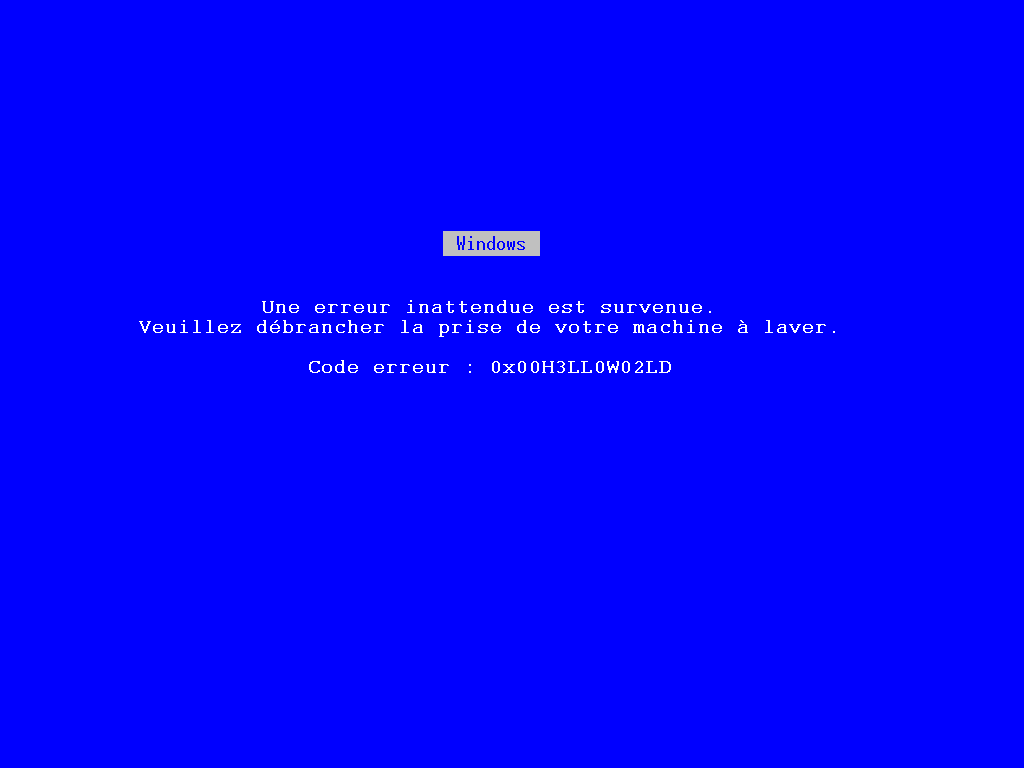 Windows
Une erreur inattendue est survenue.
Veuillez débrancher la prise de votre machine à laver.
Code erreur : 0x00H3LL0W02LD